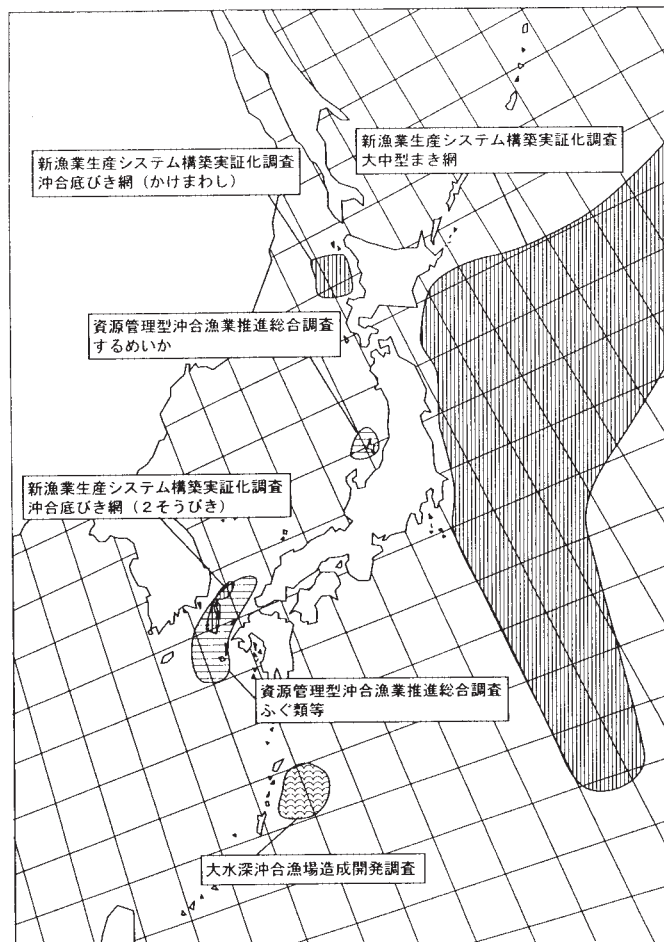 新漁業生産システム構築実証化調査
沖合底びき網（かけまわし）
新漁業生産システム構築実証化調査
大中型まき網
資源管理型沖合漁業推進総合調査
するめいか
新漁業生産システム構築実証化調査
沖合底びき網（２そうびき）
資源管理型沖合漁業推進総合調査
ふぐ類等
大水深沖合漁場造成開発調査